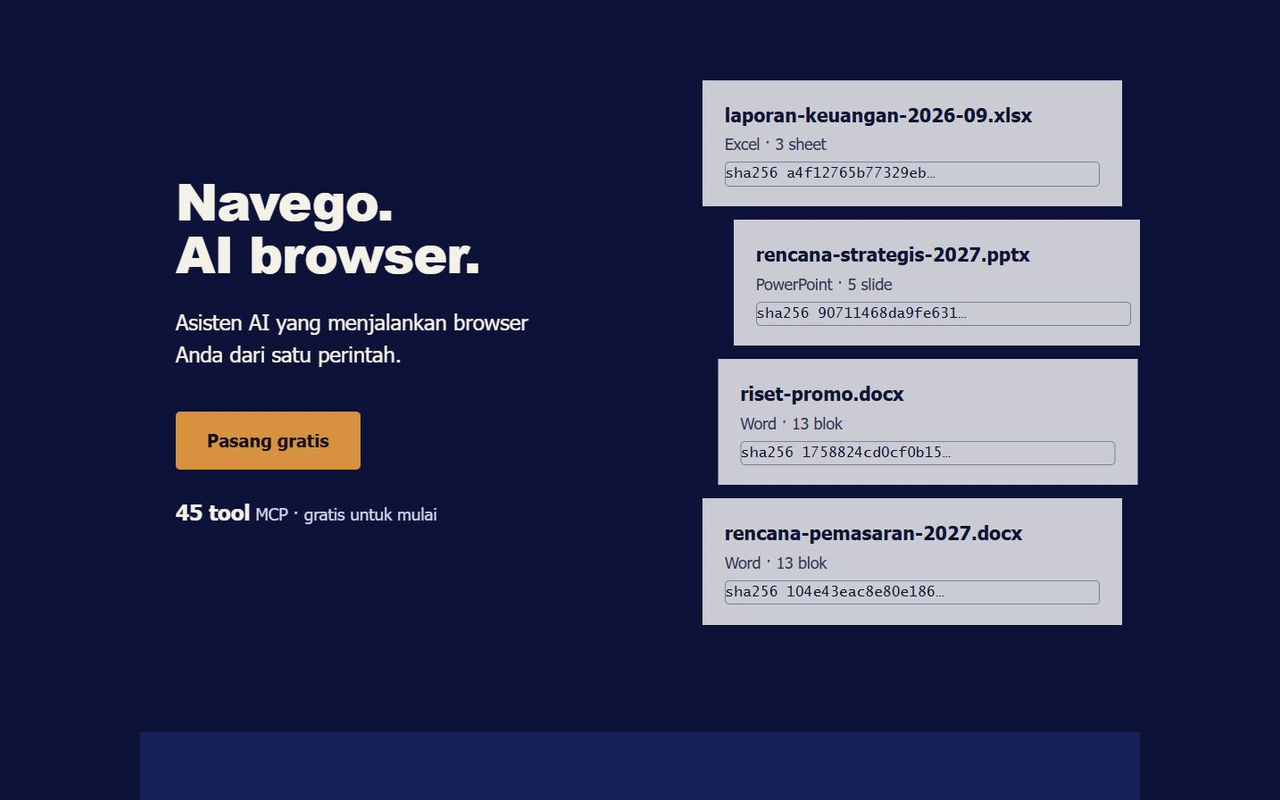 Navego.
AI browser.
Asisten AI yang menjalankan browser
Anda dari satu perintah.
Pasang gratis
45 tool MCP · gratis untuk mulai
laporan-keuangan-2026-09.xlsx
Excel · 3 sheet
sha256 a4f12765b77329eb…
rencana-strategis-2027.pptx
PowerPoint · 5 slide
sha256 90711468da9fe631…
riset-promo.docx
Word · 13 blok
sha256 1758824cd0cf0b15…
rencana-pemasaran-2027.docx
Word · 13 blok
sha256 104e43eac8e80e186…